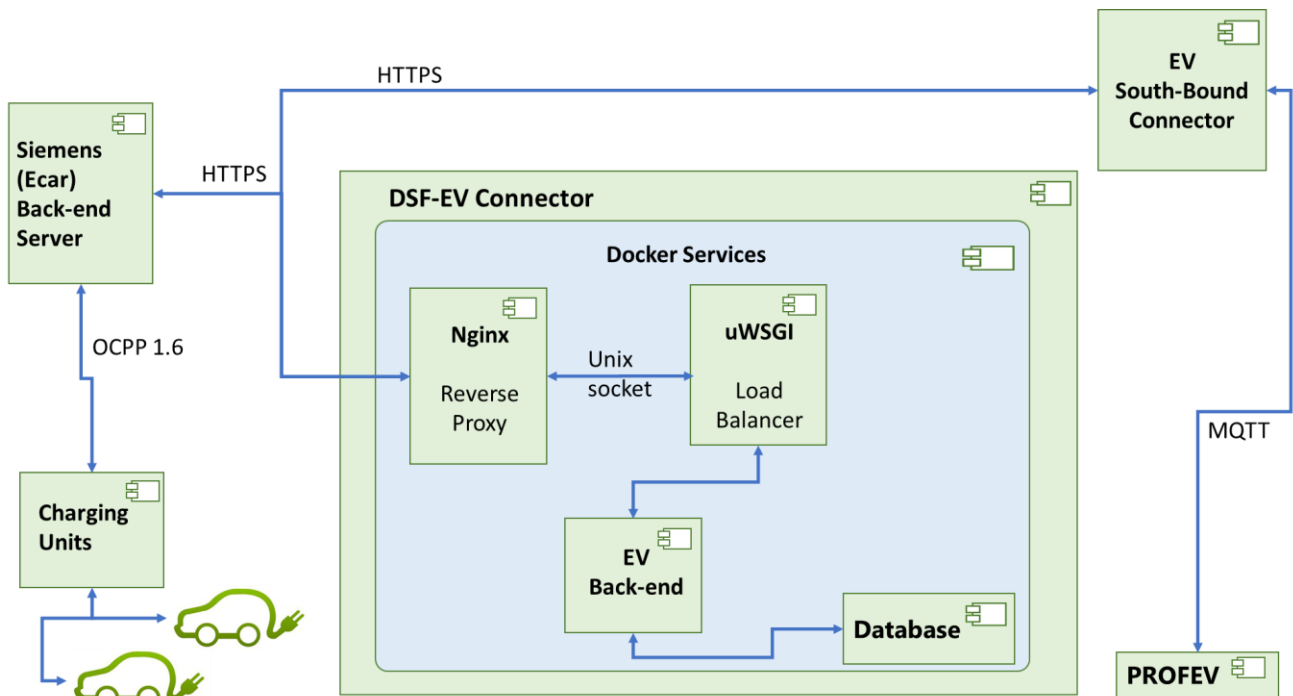 HTTPS
EV
South-Bound
Connector
Siemens
(Ecar)
Back-end
Server
HTTPS
DSF-EV Connector
Docker Services
Nginx
Reverse
Proxy
Unix
socket
uWSGI
Load
Balancer
OCPP 1.6
MQTT
Charging
Units
EV
Back-end
Database
PROFEV